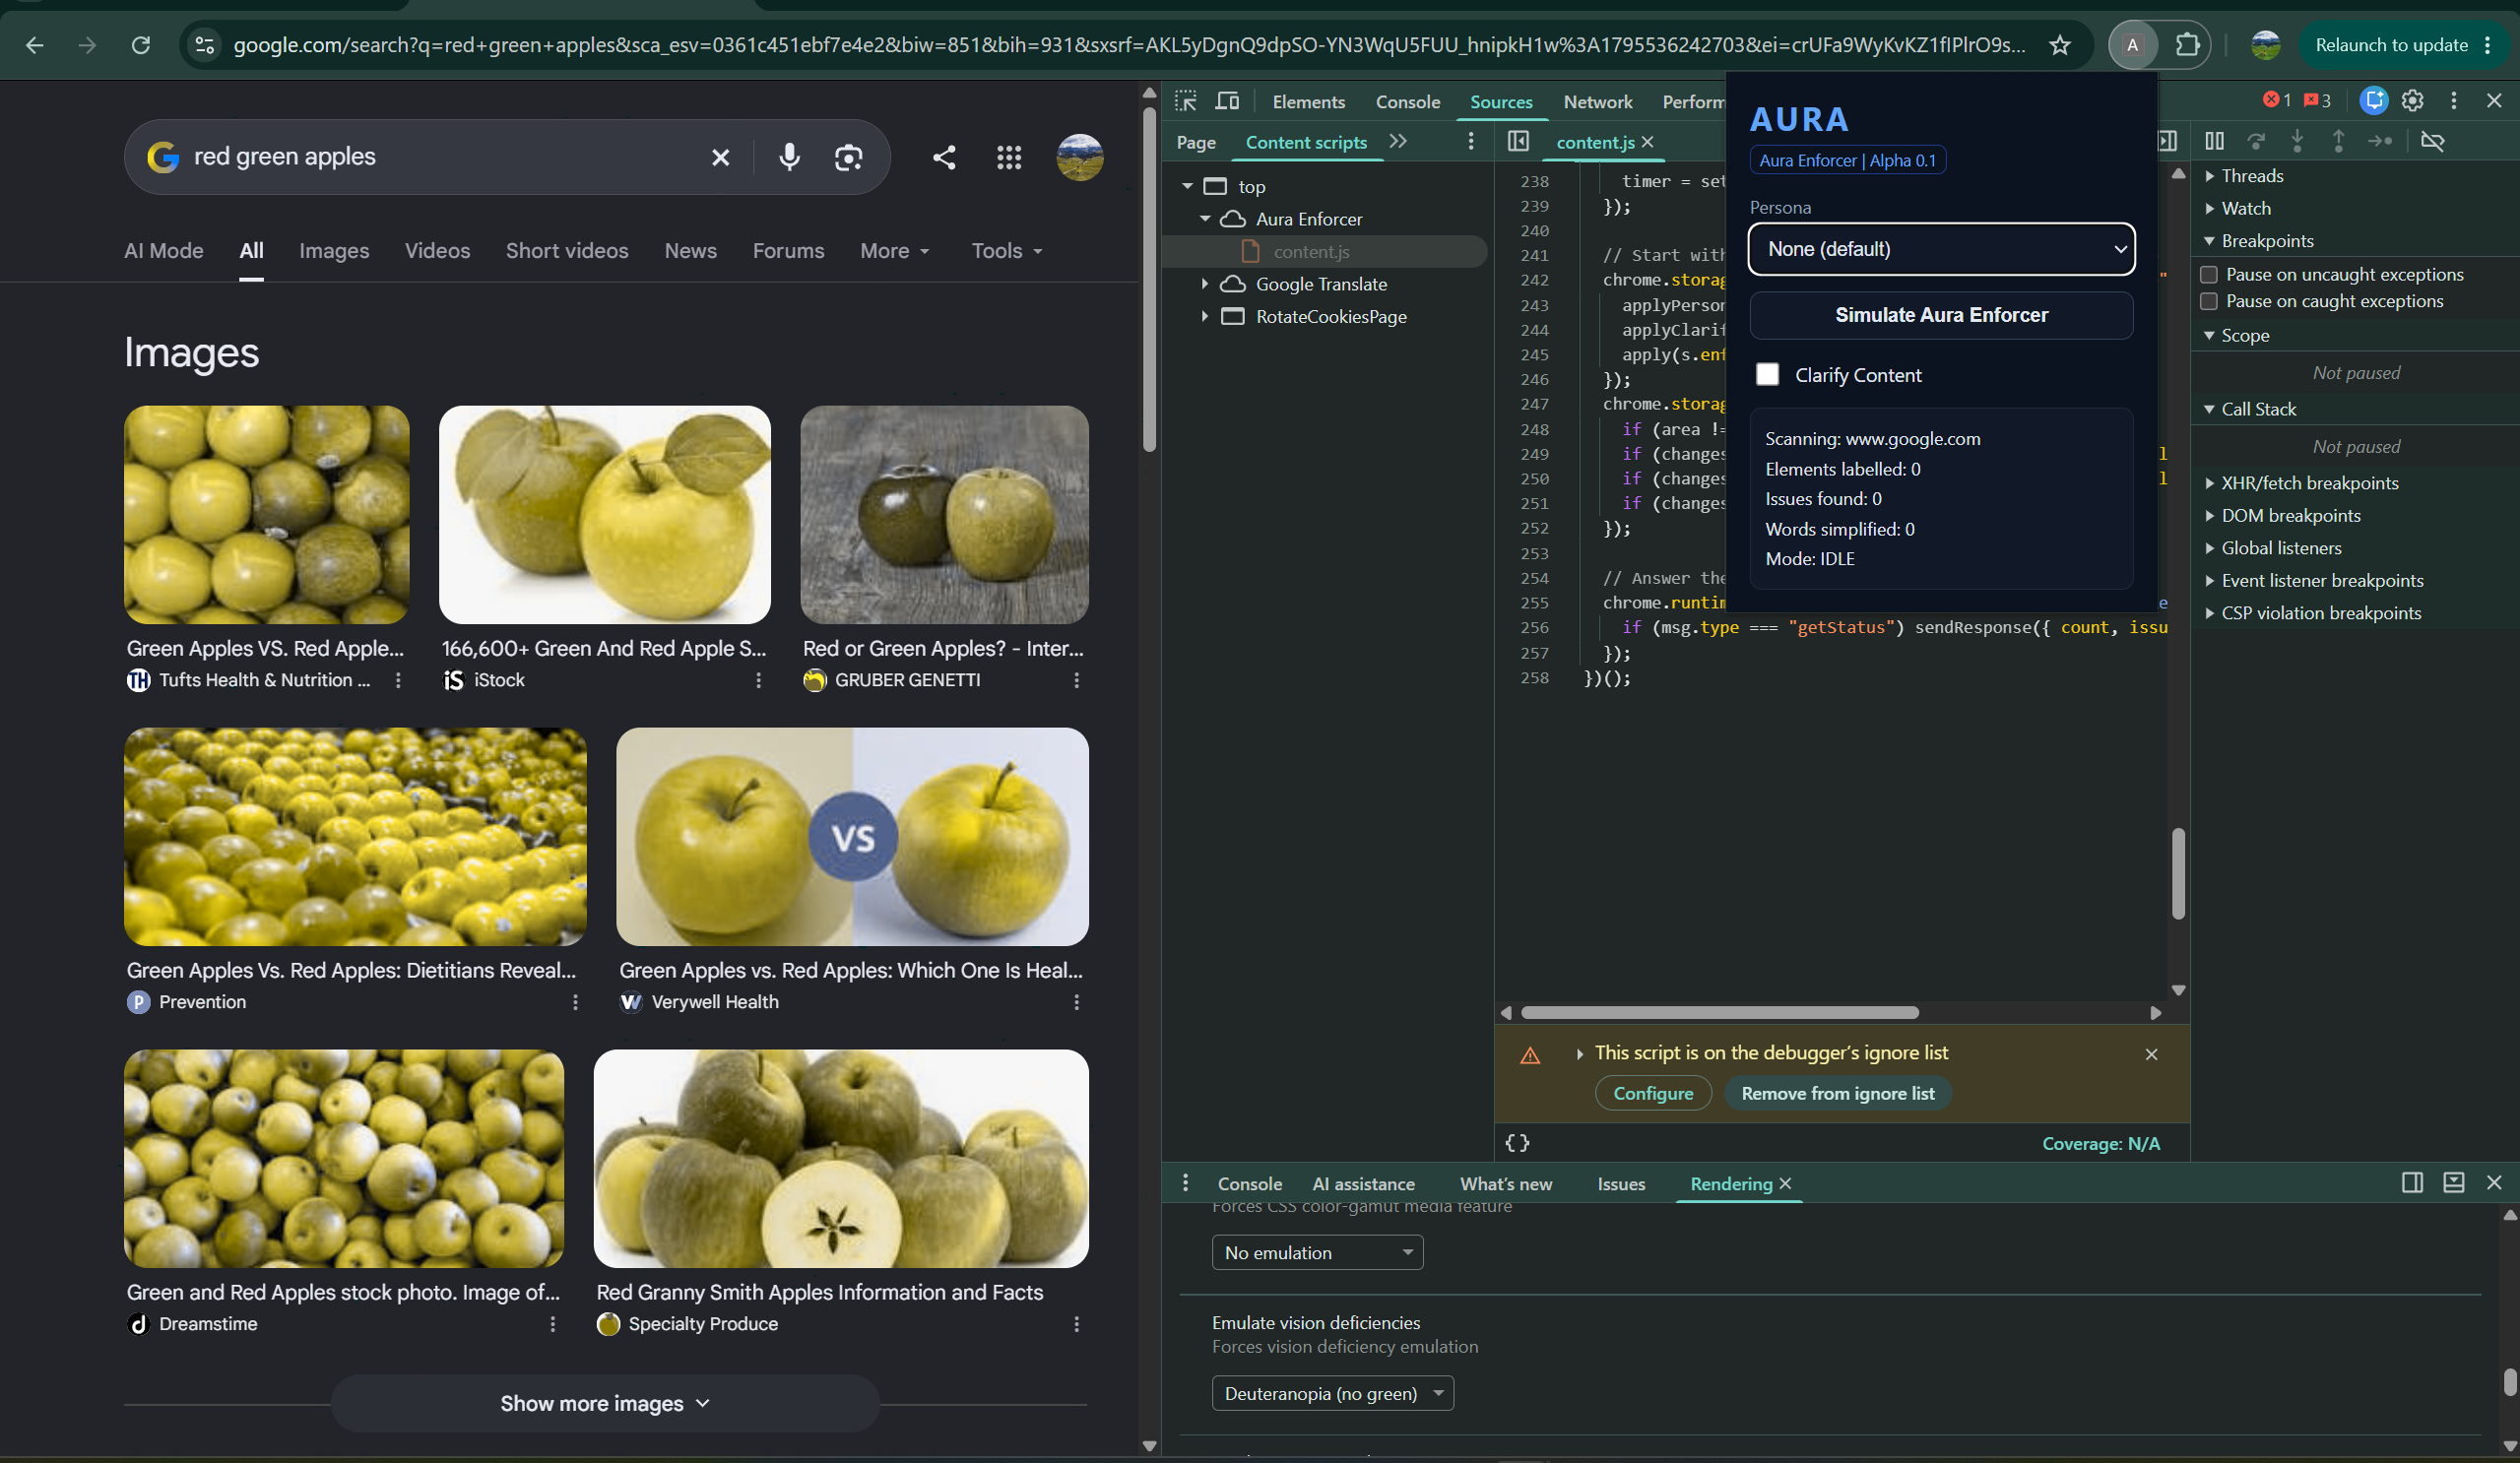 google.com/search?q=red+green+apples&sca_esv=0361c451ebf7e4e2&biw=851&bih=931&sxsrf=AKL5yDgnQ9dpSO-YN3WqU5FUU_hnipkH1w%3A1795536242703&ei=crUFa9WyKvKZ1fIPlrO9s...
A
Relaunch to update
red green apples
AI Mode All Images Videos Short videos News Forums More Tools
Images
Green Apples VS. Red Apple...
TH Tufts Health & Nutrition ...
166,600+ Green And Red Apple S...
iS iStock
Red or Green Apples? - Inter...
GRUBER GENETTI
VS
Green Apples Vs. Red Apples: Dietitians Reveal...
P Prevention
Green Apples vs. Red Apples: Which One Is Heal...
W Verywell Health
Green and Red Apples stock photo. Image of...
d Dreamstime
Red Granny Smith Apples Information and Facts
Specialty Produce
Show more images
Elements Console Sources Network Perform
1 3
Page Content scripts
content.js
top
Aura Enforcer
content.js
Google Translate
RotateCookiesPage
238 timer = set
239 });
240
241 // Start with
242 chrome.storag "
243 applyPerson
244 applyClarif
245 apply(s.enf
246 });
247 chrome.storag
248 if (area !=
249 if (changes l
250 if (changes l
251 if (changes
252 });
253
254 // Answer the
255 chrome.runtim e
256 if (msg.type === "getStatus") sendResponse({ count, issu
257 });
258 })();
AURA
Aura Enforcer | Alpha 0.1
Persona
None (default)
Simulate Aura Enforcer
Clarify Content
Scanning: www.google.com
Elements labelled: 0
Issues found: 0
Words simplified: 0
Mode: IDLE
Threads
Watch
Breakpoints
Pause on uncaught exceptions
Pause on caught exceptions
Scope
Not paused
Call Stack
Not paused
XHR/fetch breakpoints
DOM breakpoints
Global listeners
Event listener breakpoints
CSP violation breakpoints
This script is on the debugger's ignore list
Configure Remove from ignore list
{} Coverage: N/A
Console AI assistance What's new Issues Rendering
Forces CSS color-gamut media feature
No emulation
Emulate vision deficiencies
Forces vision deficiency emulation
Deuteranopia (no green)